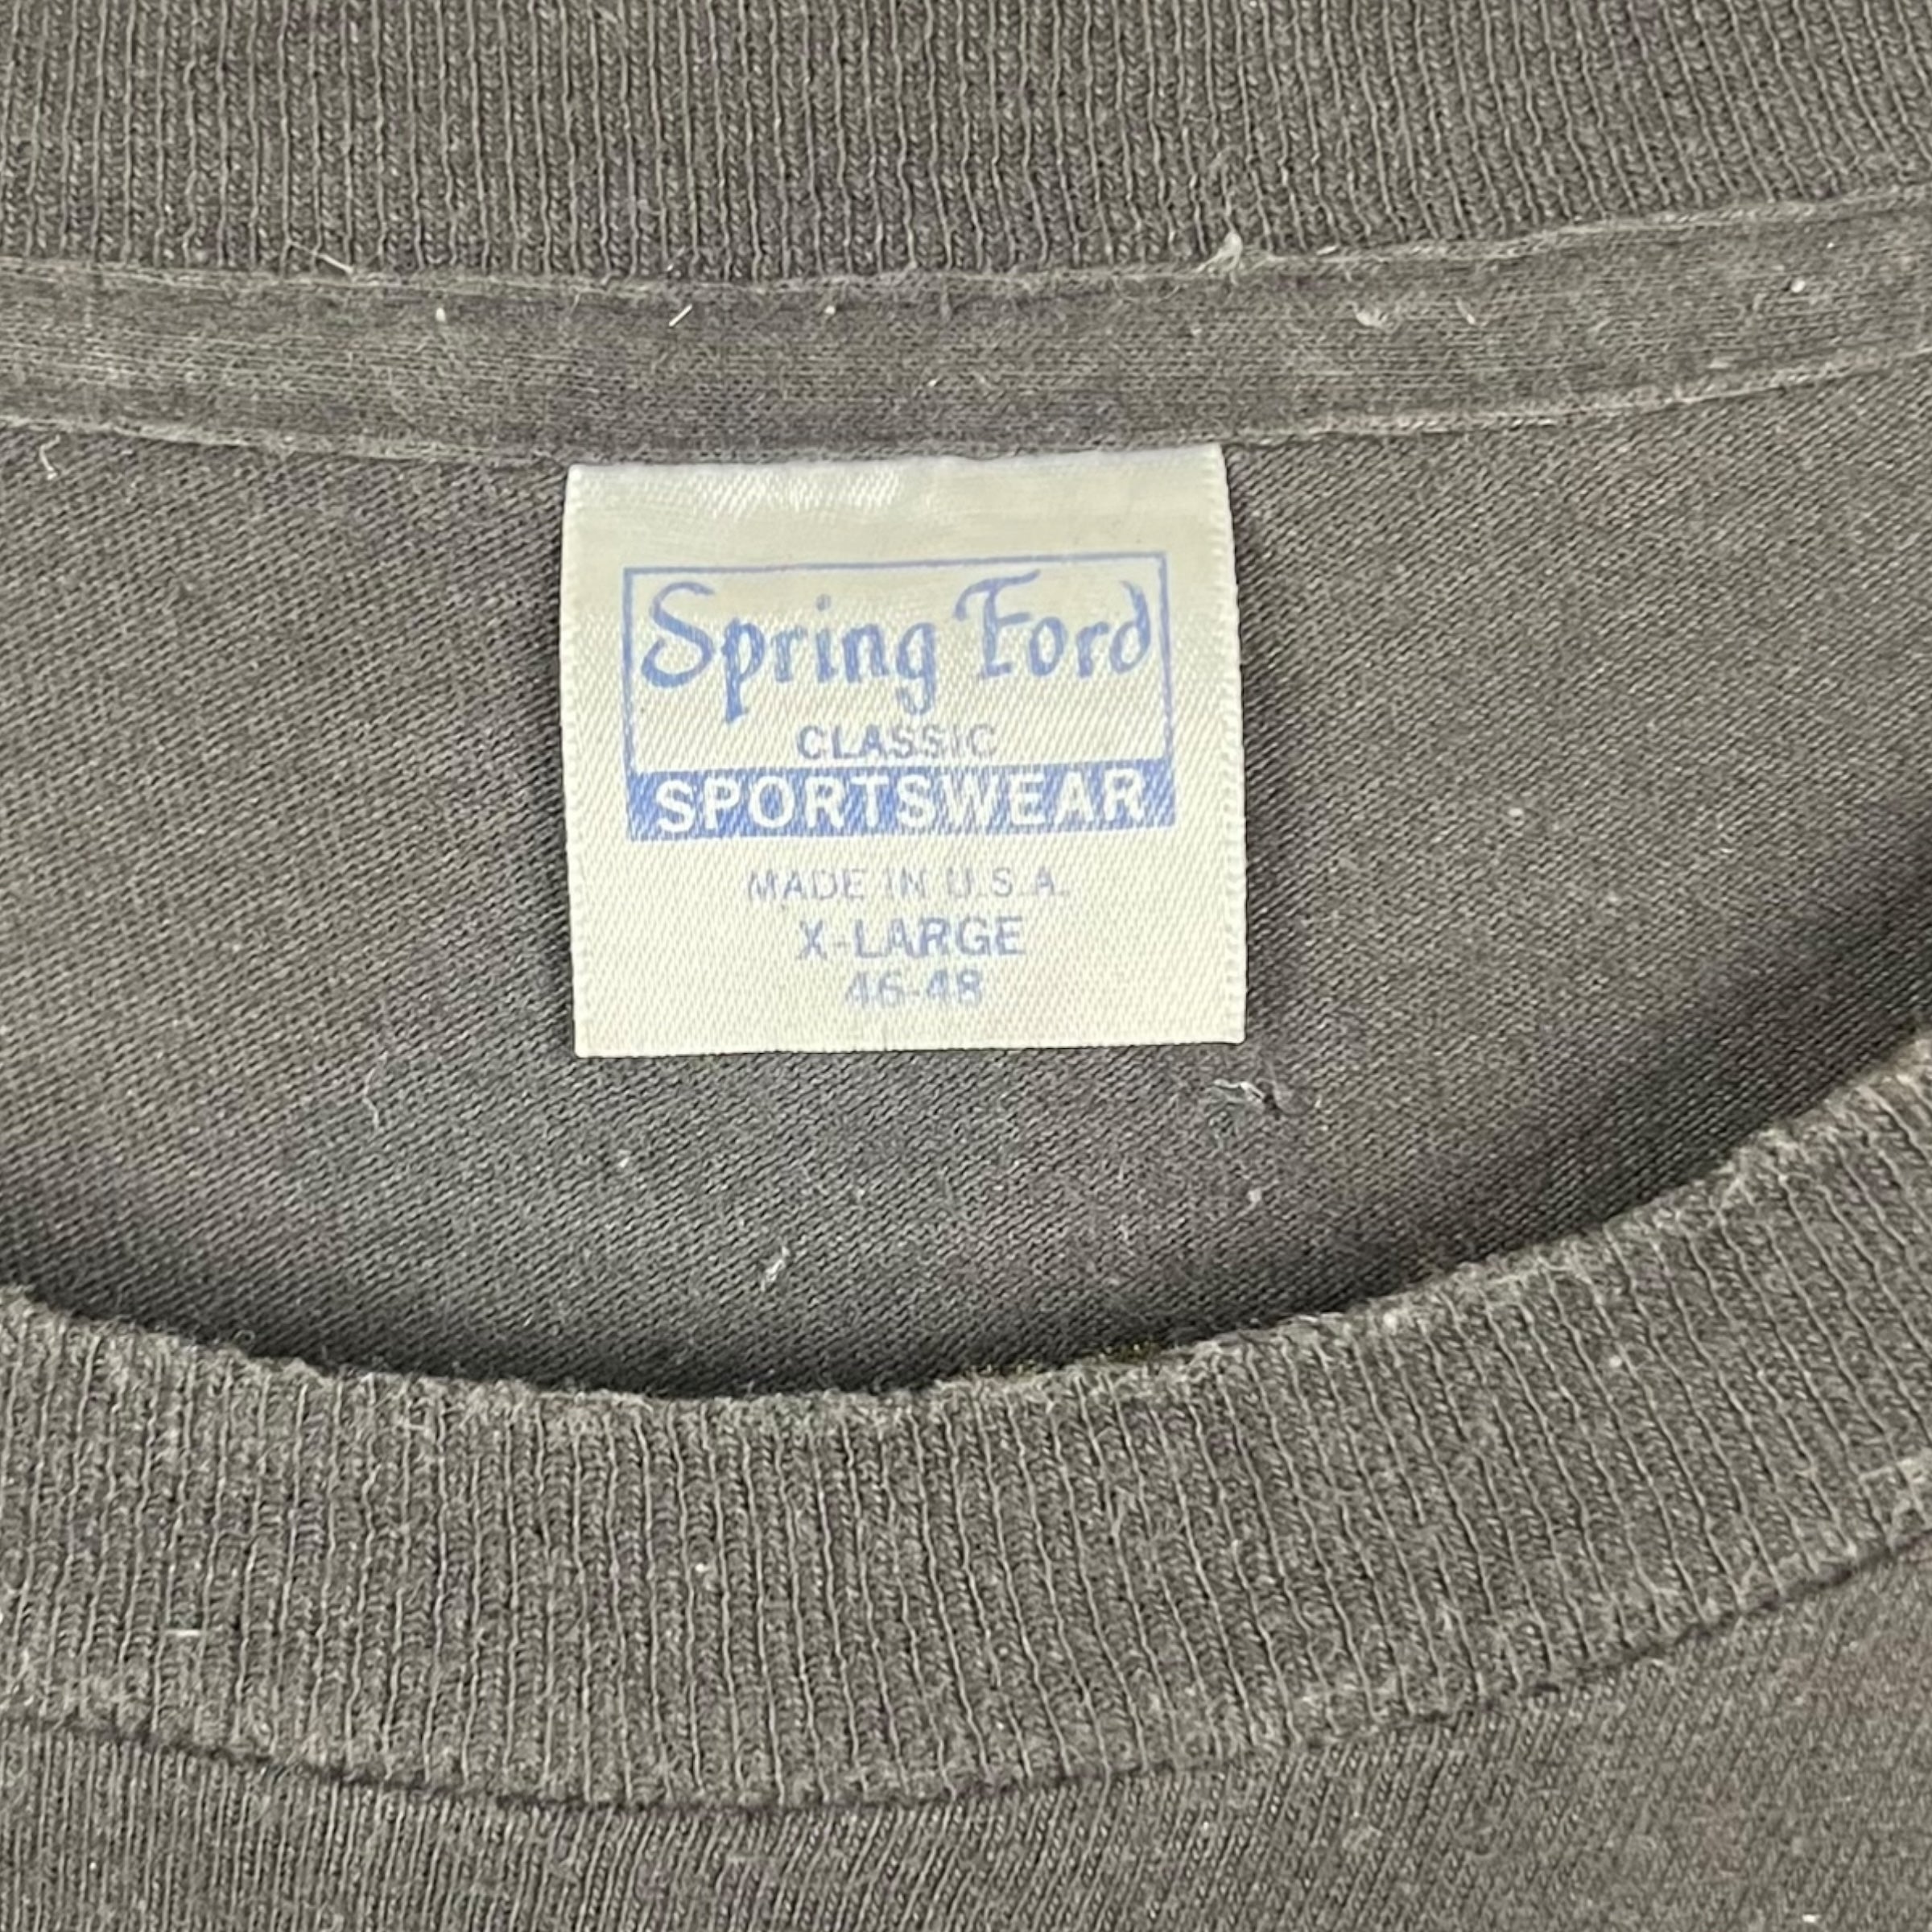 Spring Ford
CLASSIC
SPORTSWEAR
MADE IN U.S.A.
X-LARGE
46-48